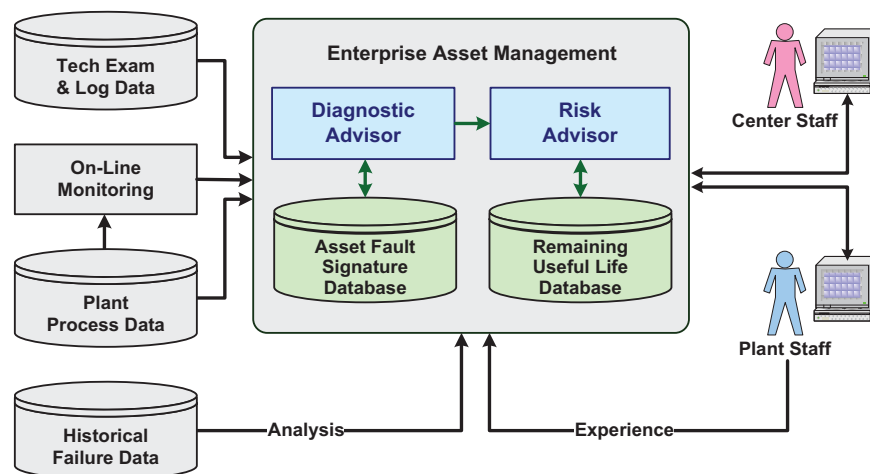 Tech Exam
& Log Data
On-Line
Monitoring
Plant
Process Data
Historical
Failure Data
Enterprise Asset Management
Diagnostic
Advisor
Risk
Advisor
Asset Fault
Signature
Database
Remaining
Useful Life
Database
Center Staff
Plant Staff
Analysis
Experience